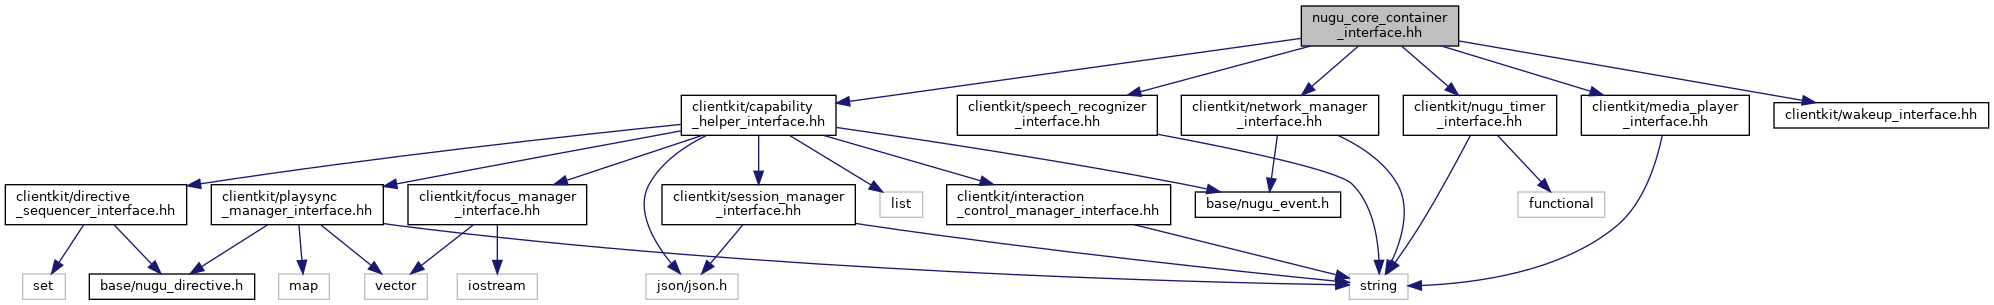 nugu_core_container
_interface.hh
clientkit/capability
_helper_interface.hh
clientkit/speech_recognizer
_interface.hh
clientkit/network_manager
_interface.hh
clientkit/nugu_timer
_interface.hh
clientkit/media_player
_interface.hh
clientkit/wakeup_interface.hh
clientkit/directive
_sequencer_interface.hh
clientkit/playsync
_manager_interface.hh
clientkit/focus_manager
_interface.hh
clientkit/session_manager
_interface.hh
list
clientkit/interaction
_control_manager_interface.hh
base/nugu_event.h
functional
set
base/nugu_directive.h
map
vector
iostream
json/json.h
string